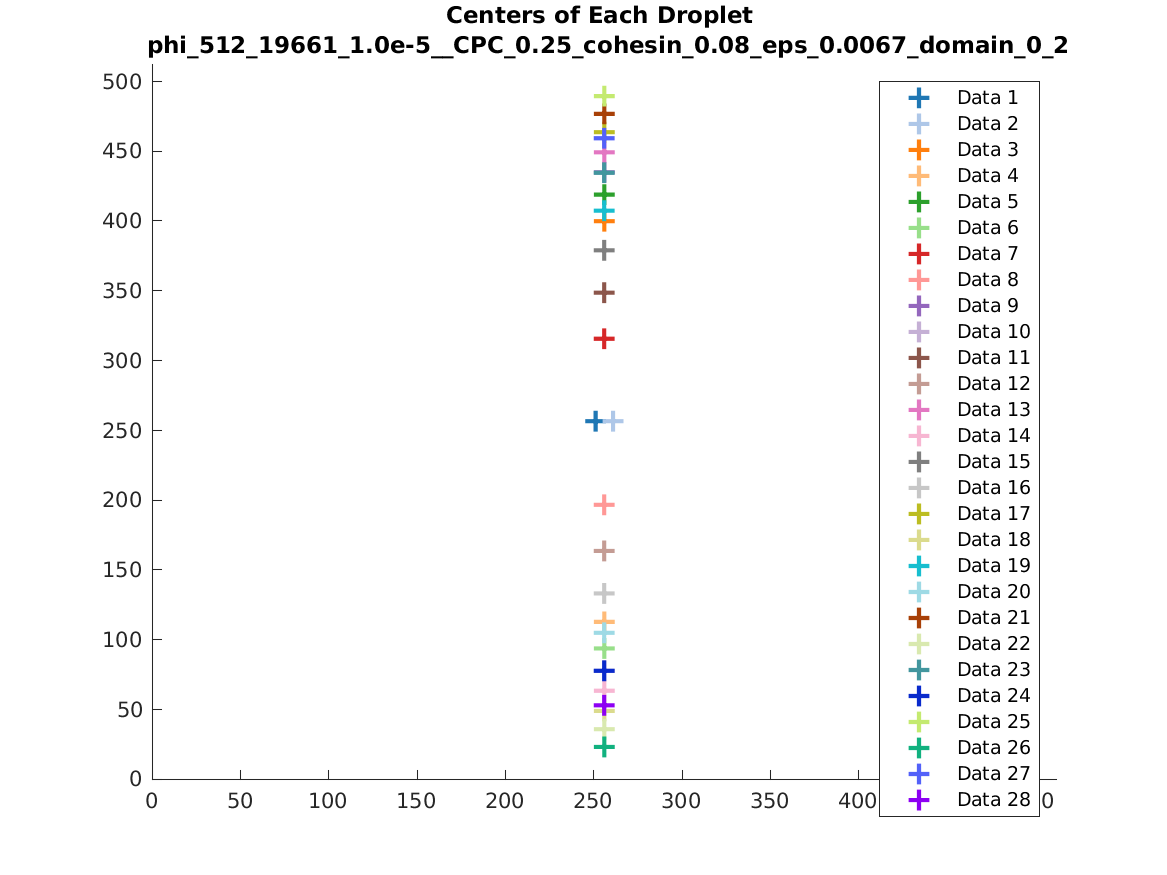 Centers of Each Droplet
phi_512_19661_1.0e-5__CPC_0.25_cohesin_0.08_eps_0.0067_domain_0_2
500
450
400
350
300
250
200
150
100
50
0
0 50 100 150 200 250 300 350 400 0
Data 1
Data 2
Data 3
Data 4
Data 5
Data 6
Data 7
Data 8
Data 9
Data 10
Data 11
Data 12
Data 13
Data 14
Data 15
Data 16
Data 17
Data 18
Data 19
Data 20
Data 21
Data 22
Data 23
Data 24
Data 25
Data 26
Data 27
Data 28